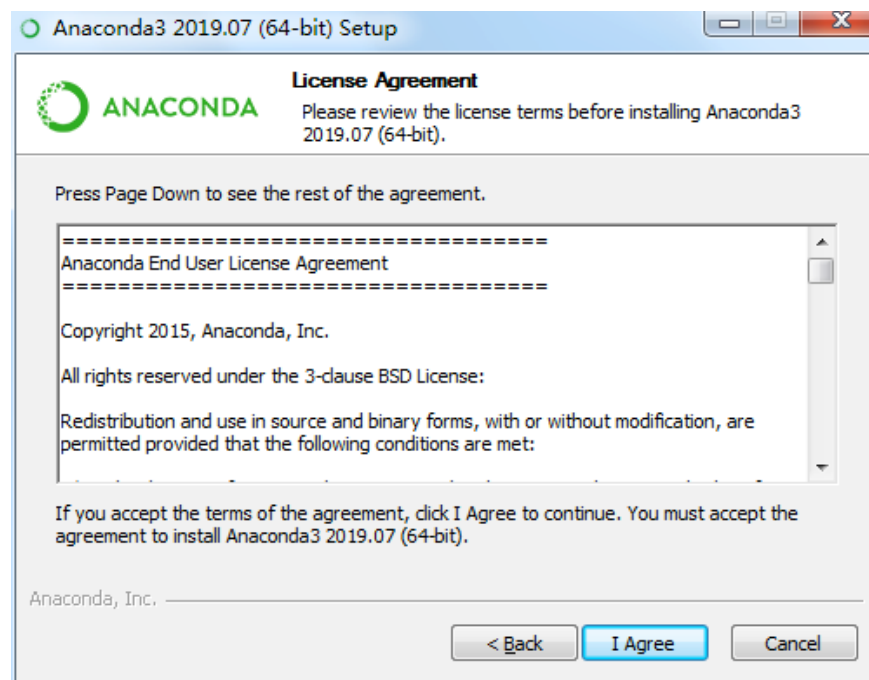 Anaconda3 2019.07 (64-bit) Setup
ANACONDA
License Agreement
Please review the license terms before installing Anaconda3
2019.07 (64-bit).
Press Page Down to see the rest of the agreement.
===================================
Anaconda End User License Agreement
===================================
Copyright 2015, Anaconda, Inc.
All rights reserved under the 3-clause BSD License:
Redistribution and use in source and binary forms, with or without modification, are
permitted provided that the following conditions are met:
If you accept the terms of the agreement, click I Agree to continue. You must accept the
agreement to install Anaconda3 2019.07 (64-bit).
Anaconda, Inc.
< Back
I Agree
Cancel